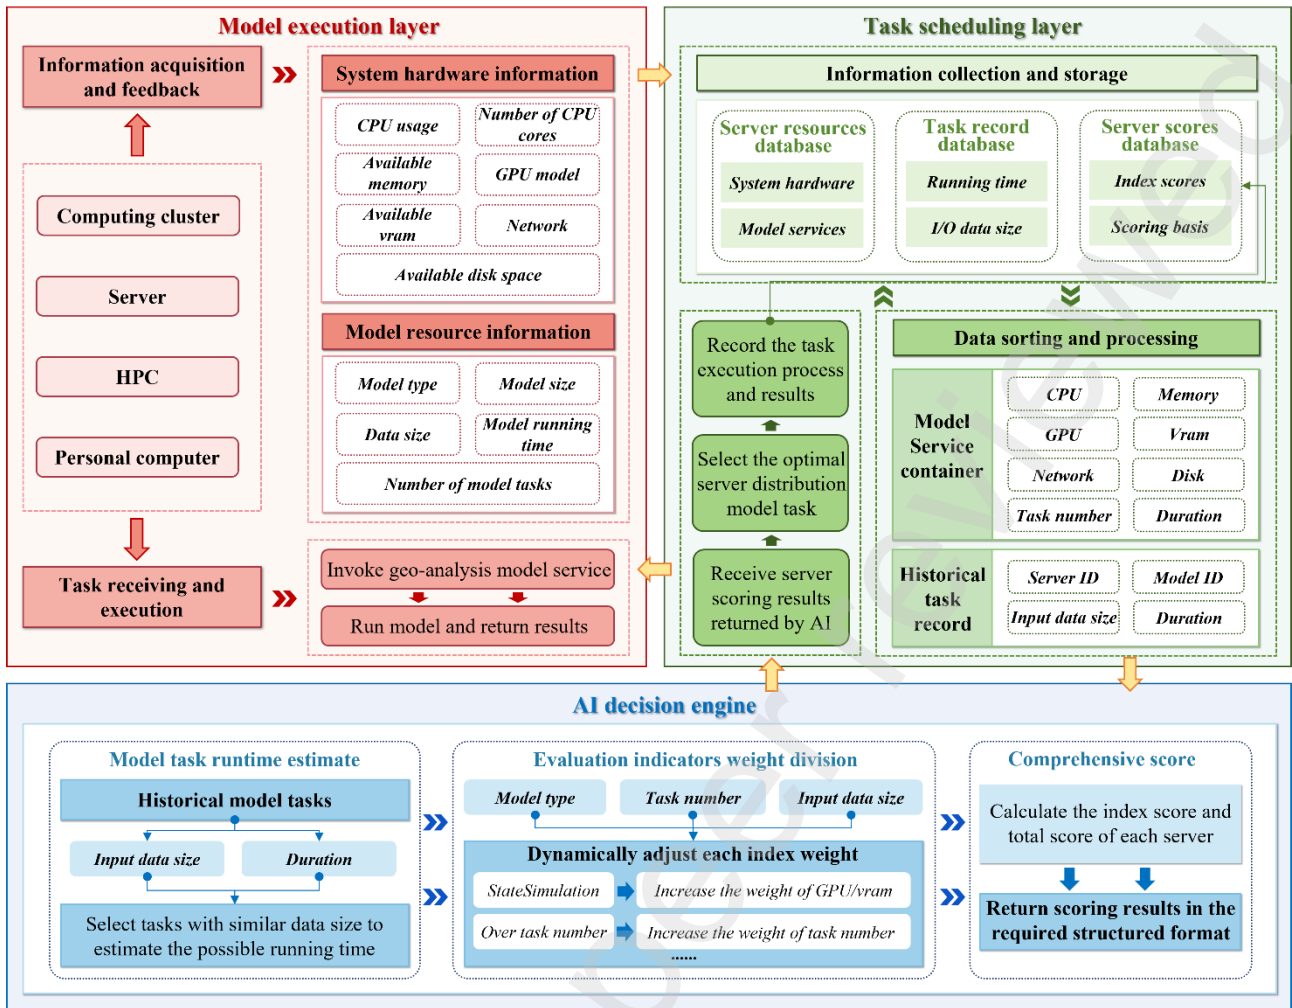 Model execution layer
Information acquisition
and feedback
Computing cluster
Server
HPC
Personal computer
Task receiving and
execution
System hardware information
CPU usage
Number of CPU
cores
Available
memory
GPU model
Available
vram
Network
Available disk space
Model resource information
Model type
Model size
Data size
Model running
time
Number of model tasks
Invoke geo-analysis model service
Run model and return results
Task scheduling layer
Information collection and storage
Server resources
database
System hardware
Model services
Task record
database
Running time
I/O data size
Server scores
database
Index scores
Scoring basis
Record the task
execution process
and results
Select the optimal
server distribution
model task
Receive server
scoring results
returned by AI
Data sorting and processing
Model
Service
container
CPU
Memory
GPU
Vram
Network
Disk
Task number
Duration
Historical
task
record
Server ID
Model ID
Input data size
Duration
AI decision engine
Model task runtime estimate
Historical model tasks
Input data size
Duration
Select tasks with similar data size to
estimate the possible running time
Evaluation indicators weight division
Model type
Task number
Input data size
Dynamically adjust each index weight
StateSimulation
Increase the weight of GPU/vram
Over task number
Increase the weight of task number
......
Comprehensive score
Calculate the index score and
total score of each server
Return scoring results in the
required structured format
peer reviewed